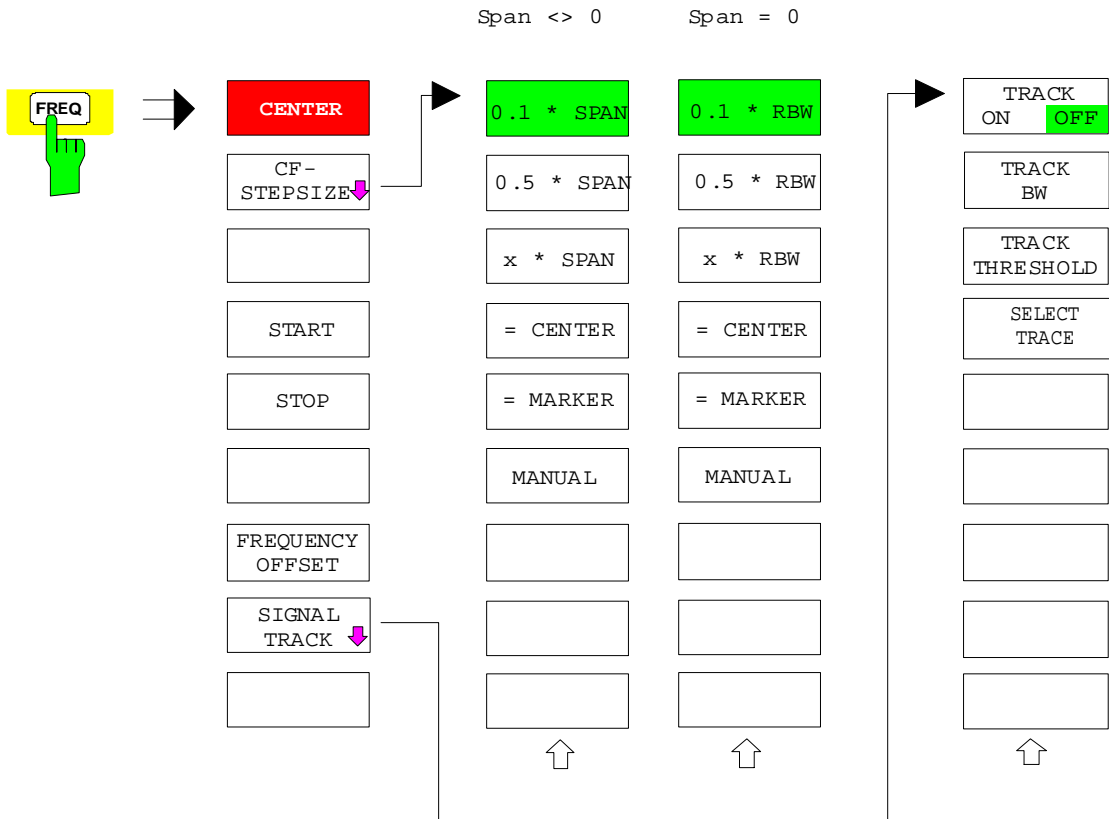 Span <> 0
Span = 0
FREQ
CENTER
CF-
STEPSIZE
START
STOP
FREQUENCY
OFFSET
SIGNAL
TRACK
0.1 * SPAN
0.5 * SPAN
x * SPAN
= CENTER
= MARKER
MANUAL
0.1 * RBW
0.5 * RBW
x * RBW
= CENTER
= MARKER
MANUAL
TRACK
ON OFF
TRACK
BW
TRACK
THRESHOLD
SELECT
TRACE